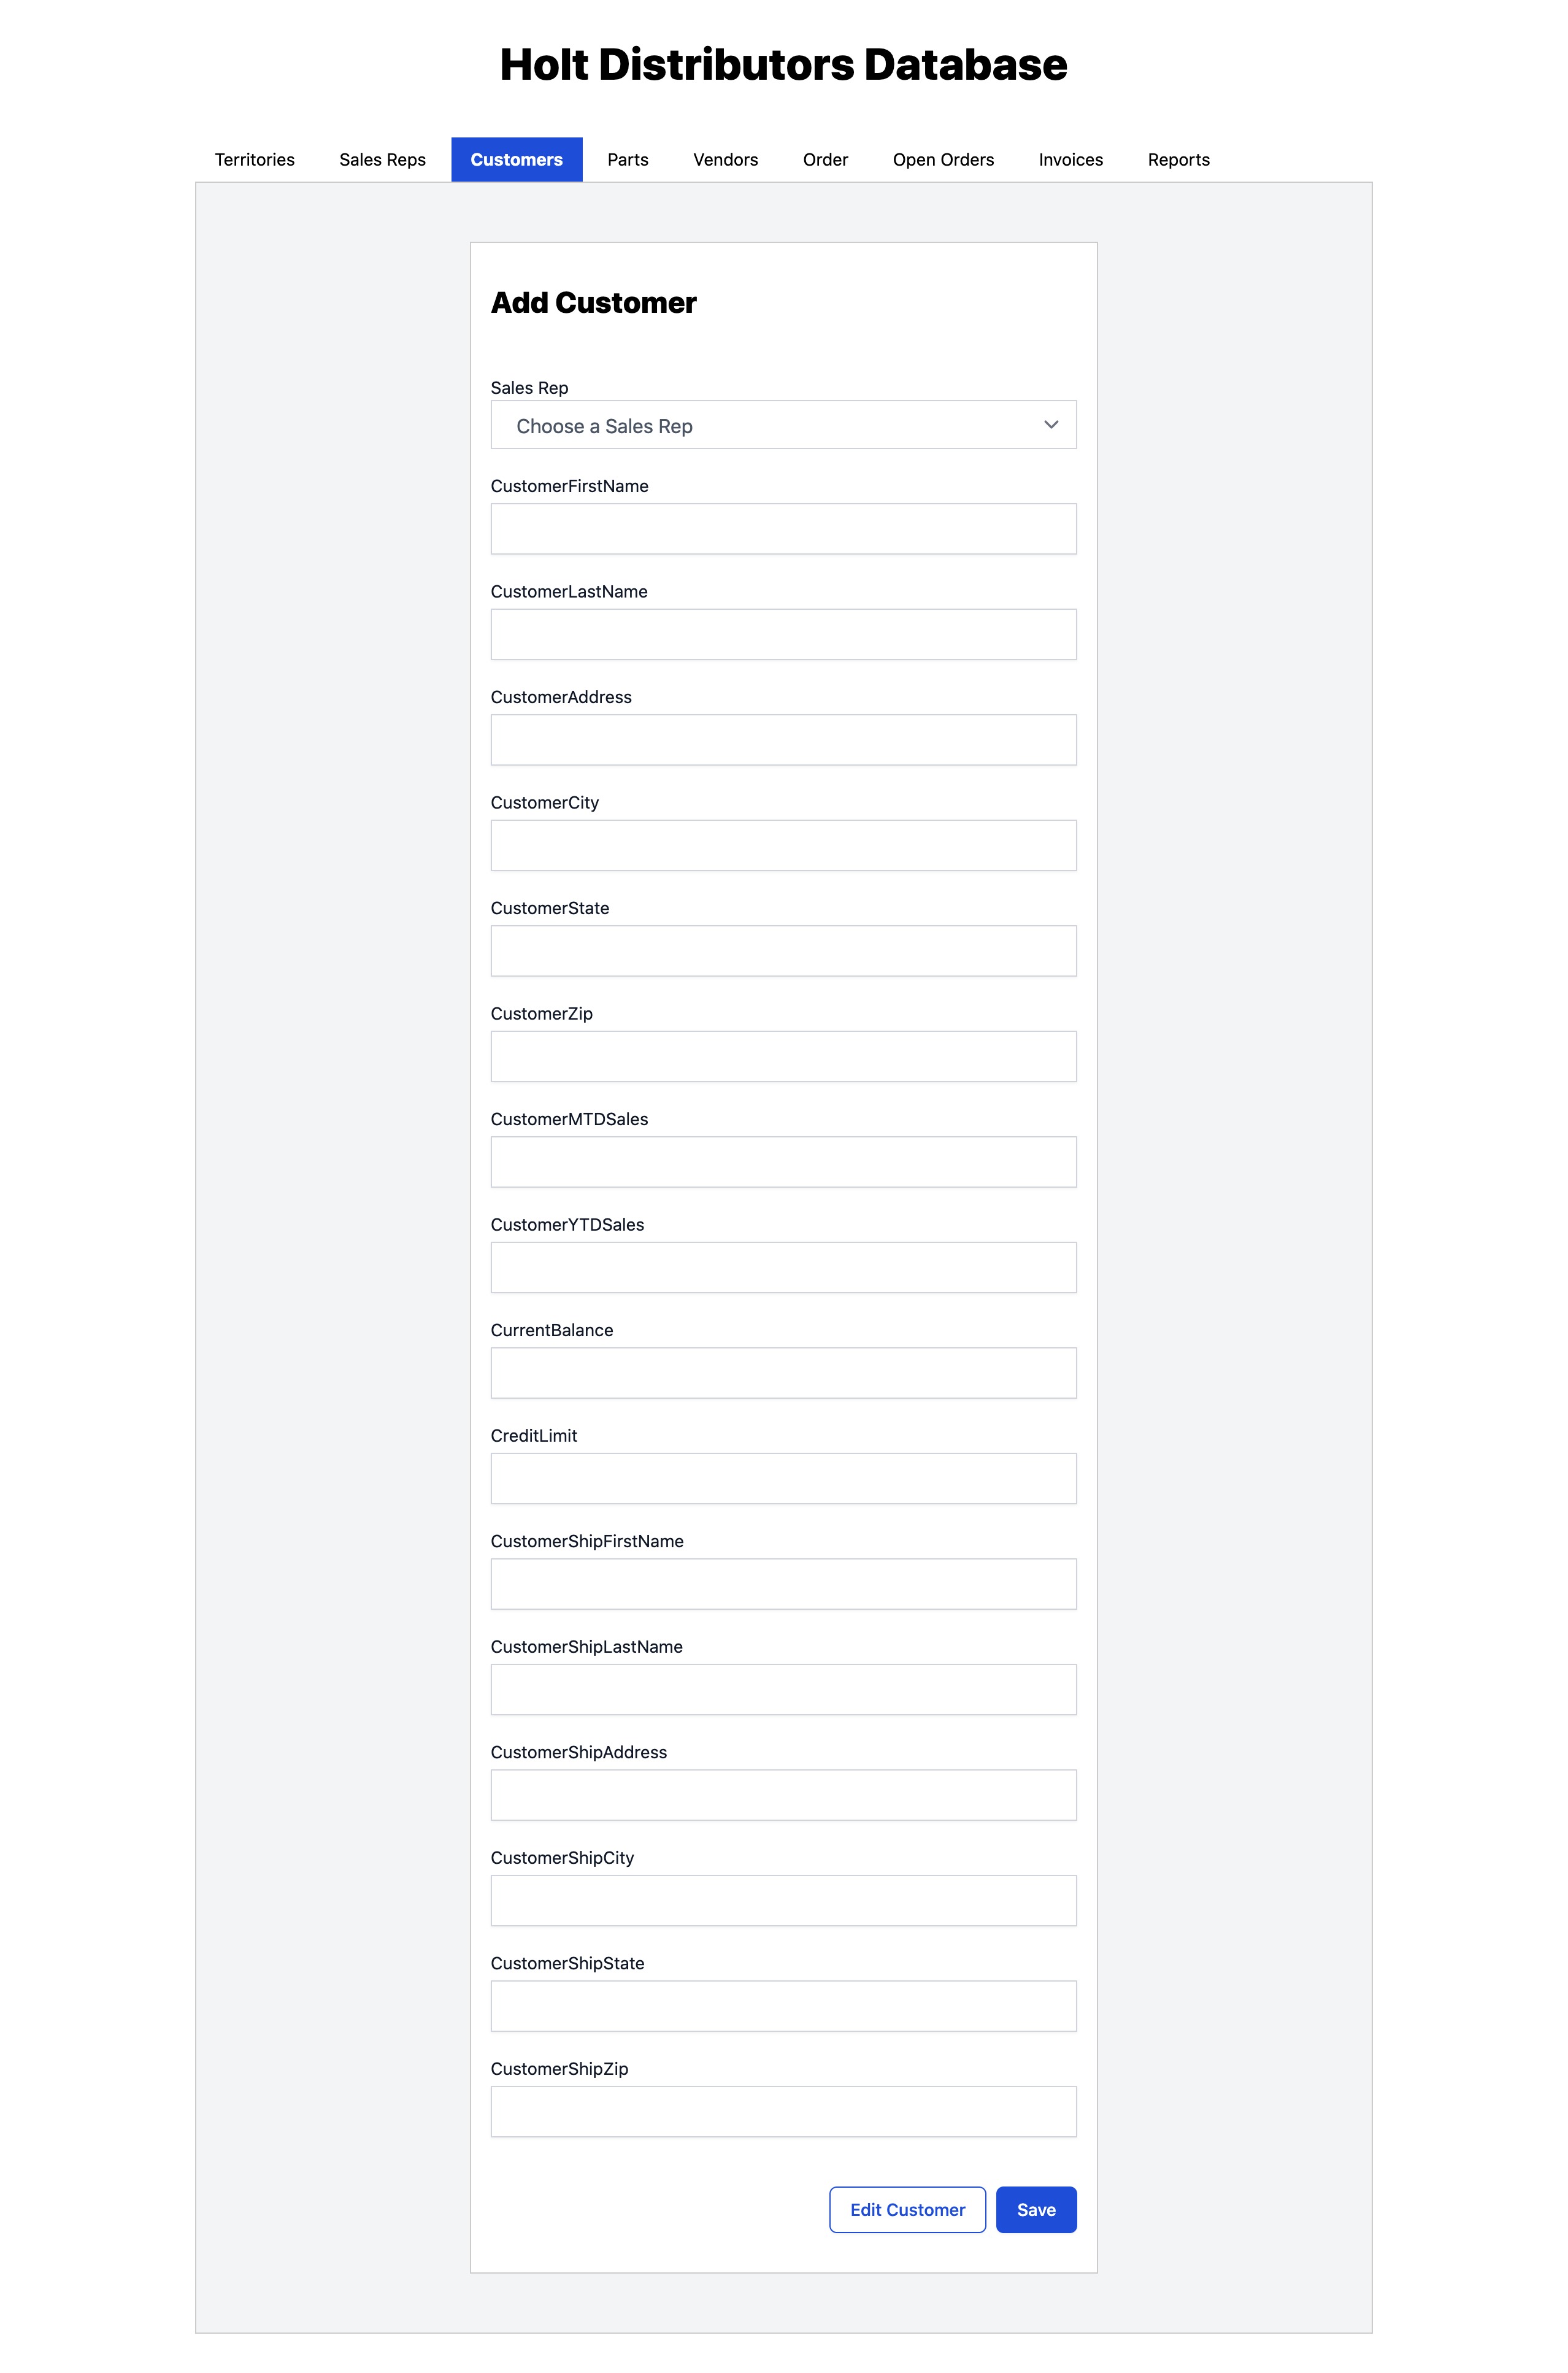 Holt Distributors Database
Territories Sales Reps Customers Parts Vendors Order Open Orders Invoices Reports
Add Customer
Sales Rep
Choose a Sales Rep
CustomerFirstName
CustomerLastName
CustomerAddress
CustomerCity
CustomerState
CustomerZip
CustomerMTDSales
CustomerYTDSales
CurrentBalance
CreditLimit
CustomerShipFirstName
CustomerShipLastName
CustomerShipAddress
CustomerShipCity
CustomerShipState
CustomerShipZip
Edit Customer Save